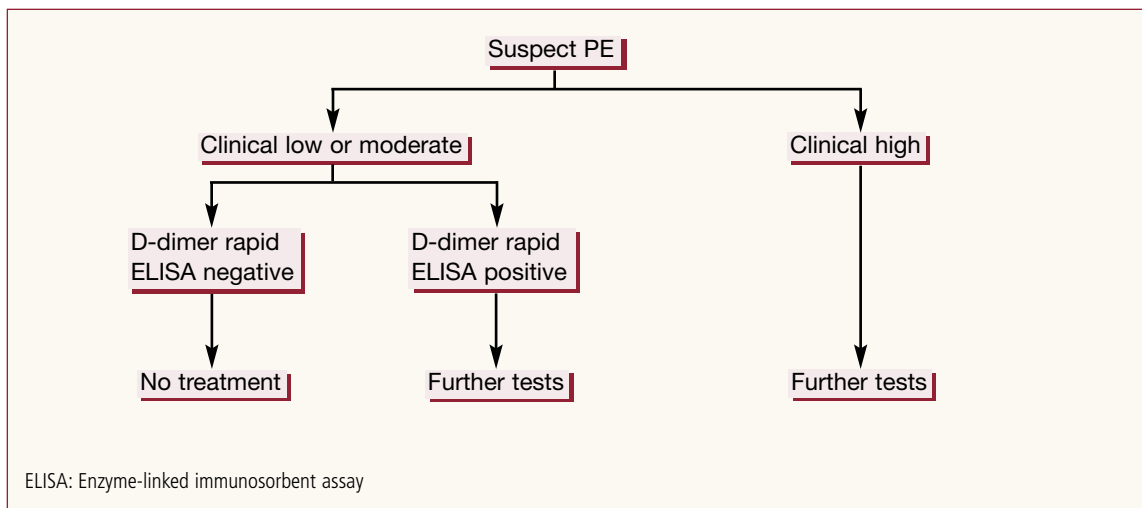 Suspect PE
Clinical low or moderate
Clinical high
D-dimer rapid
ELISA negative
D-dimer rapid
ELISA positive
No treatment
Further tests
Further tests
ELISA: Enzyme-linked immunosorbent assay